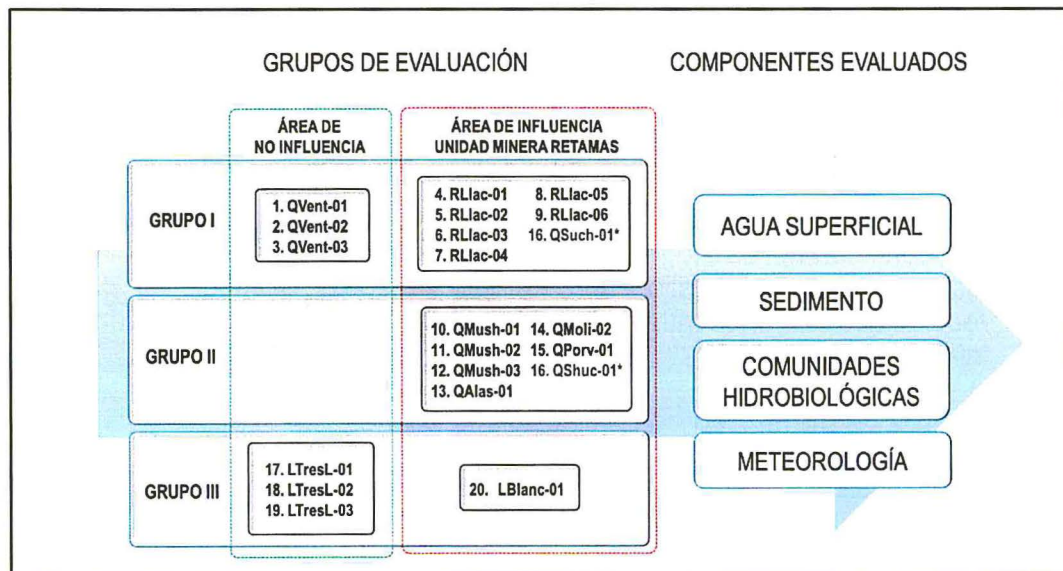 GRUPOS DE EVALUACIÓN
COMPONENTES EVALUADOS
ÁREA DE
NO INFLUENCIA
ÁREA DE INFLUENCIA
UNIDAD MINERA RETAMAS
GRUPO I
1. QVent-01
2. QVent-02
3. QVent-03
4. RLlac-01 8. RLlac-05
5. RLlac-02 9. RLlac-06
6. RLlac-03 16. QSuch-01*
7. RLlac-04
GRUPO II
10. QMush-01 14. QMoli-02
11. QMush-02 15. QPorv-01
12. QMush-03 16. QShuc-01*
13. QAlas-01
GRUPO III
17. LTresL-01
18. LTresL-02
19. LTresL-03
20. LBlanc-01
AGUA SUPERFICIAL
SEDIMENTO
COMUNIDADES
HIDROBIOLÓGICAS
METEOROLOGÍA